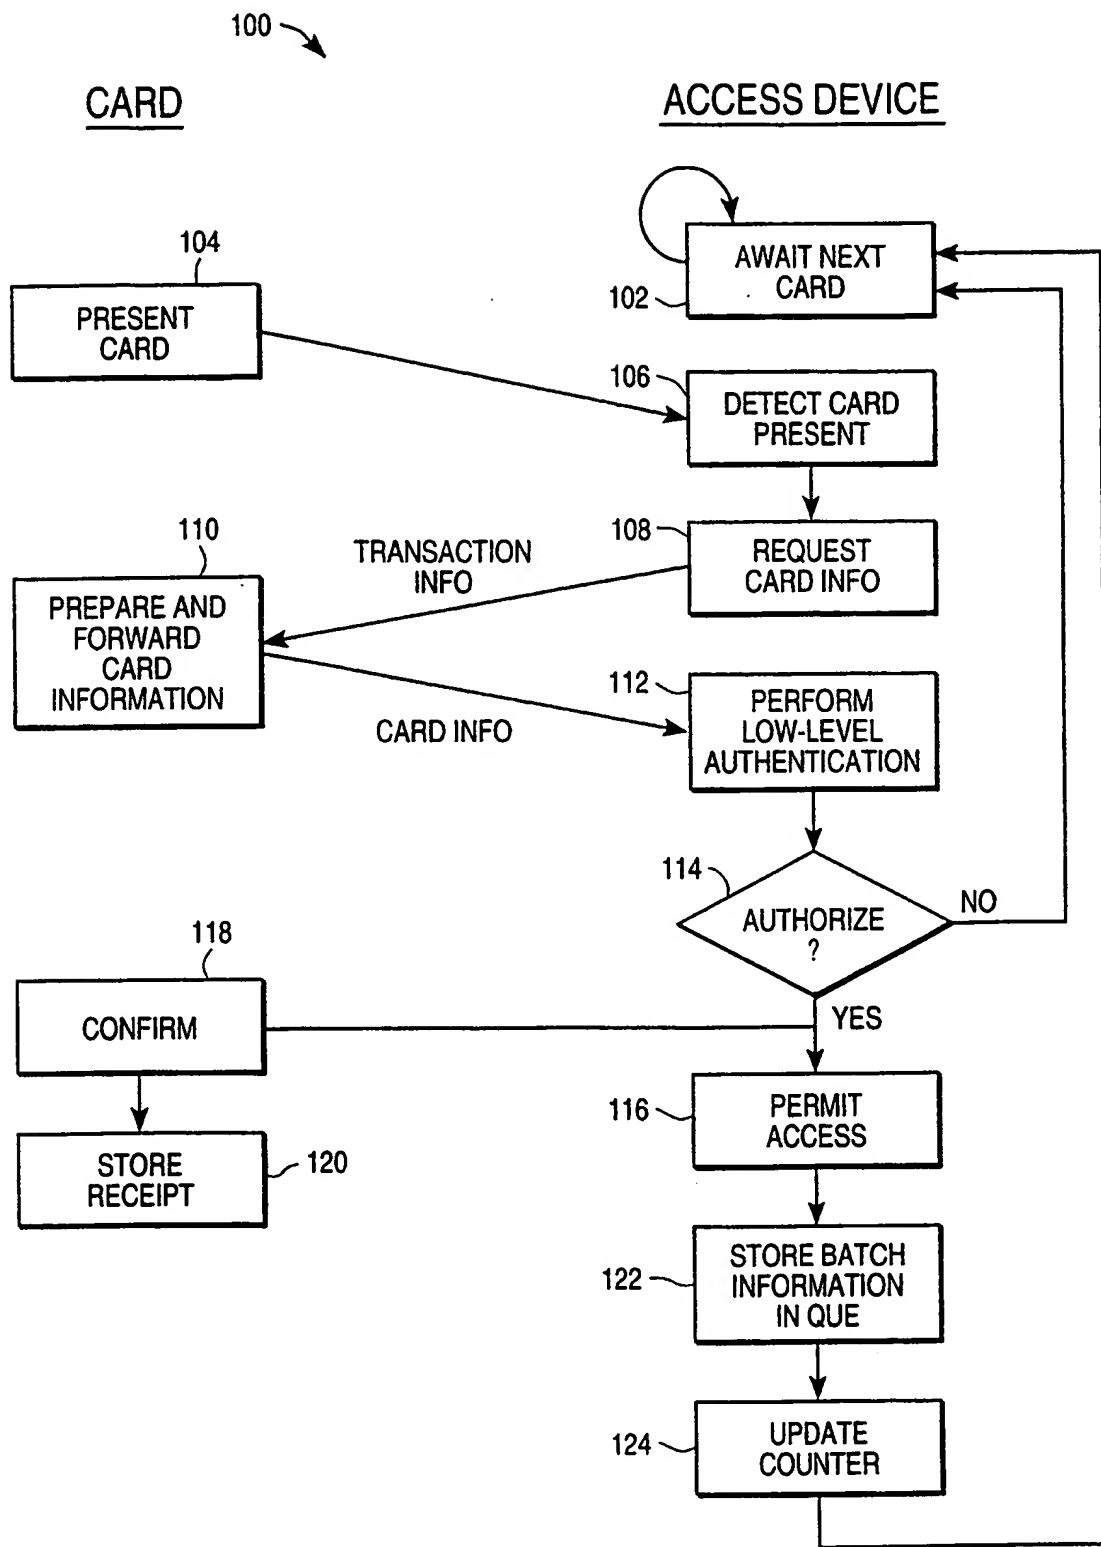 100
CARD
ACCESS DEVICE
AWAIT NEXT
CARD
102
104
PRESENT
CARD
106
DETECT CARD
PRESENT
108
REQUEST
CARD INFO
TRANSACTION
INFO
110
PREPARE AND
FORWARD
CARD
INFORMATION
CARD INFO
112
PERFORM
LOW-LEVEL
AUTHENTICATION
114
AUTHORIZE
?
NO
YES
118
CONFIRM
116
PERMIT
ACCESS
STORE
RECEIPT
120
122
STORE BATCH
INFORMATION
IN QUE
124
UPDATE
COUNTER